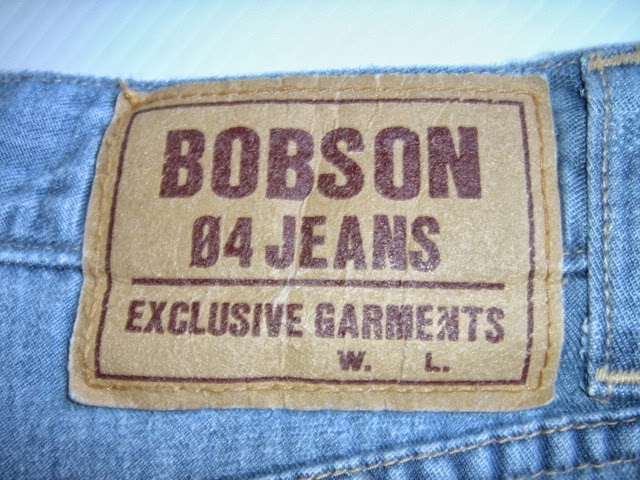 BOBSON
Ø4 JEANS
EXCLUSIVE GARMENTS
W. L.